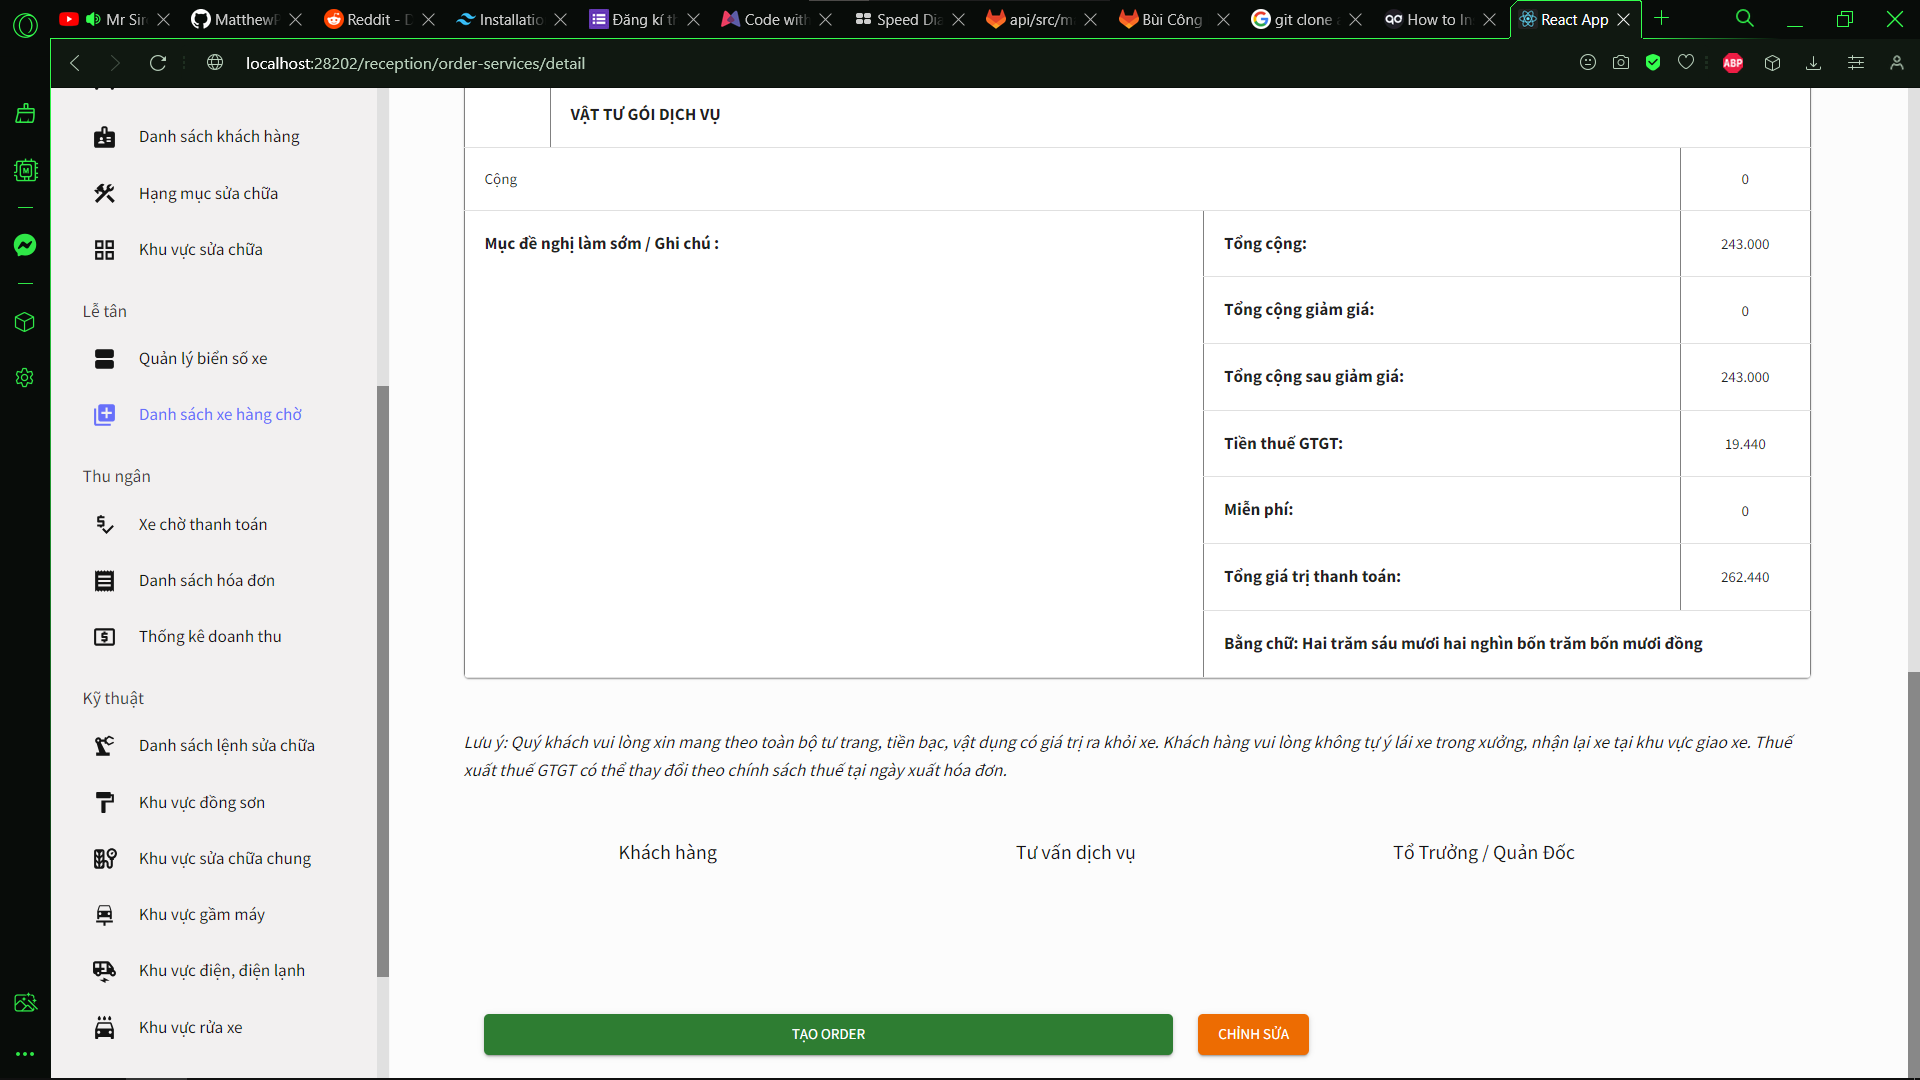 Mr Sir
MatthewP
Reddit - D
Installatio
Đăng kí th
Code with
Speed Dia
api/src/m
Bùi Công
git clone
How to In
React App
localhost:28202/reception/order-services/detail
ABP
Danh sách khách hàng
Hạng mục sửa chữa
Khu vực sửa chữa
Lễ tân
Quản lý biển số xe
Danh sách xe hàng chờ
Thu ngân
Xe chờ thanh toán
Danh sách hóa đơn
Thống kê doanh thu
Kỹ thuật
Danh sách lệnh sửa chữa
Khu vực đồng sơn
Khu vực sửa chữa chung
Khu vực gầm máy
Khu vực điện, điện lạnh
Khu vực rửa xe
VẬT TƯ GÓI DỊCH VỤ
Cộng 0
Mục đề nghị làm sớm / Ghi chú :
Tổng cộng: 243.000
Tổng cộng giảm giá: 0
Tổng cộng sau giảm giá: 243.000
Tiền thuế GTGT: 19.440
Miễn phí: 0
Tổng giá trị thanh toán: 262.440
Bằng chữ: Hai trăm sáu mươi hai nghìn bốn trăm bốn mươi đồng
Lưu ý: Quý khách vui lòng xin mang theo toàn bộ tư trang, tiền bạc, vật dụng có giá trị ra khỏi xe. Khách hàng vui lòng không tự ý lái xe trong xưởng, nhận lại xe tại khu vực giao xe. Thuế
xuất thuế GTGT có thể thay đổi theo chính sách thuế tại ngày xuất hóa đơn.
Khách hàng
Tư vấn dịch vụ
Tổ Trưởng / Quản Đốc
TẠO ORDER
CHỈNH SỬA